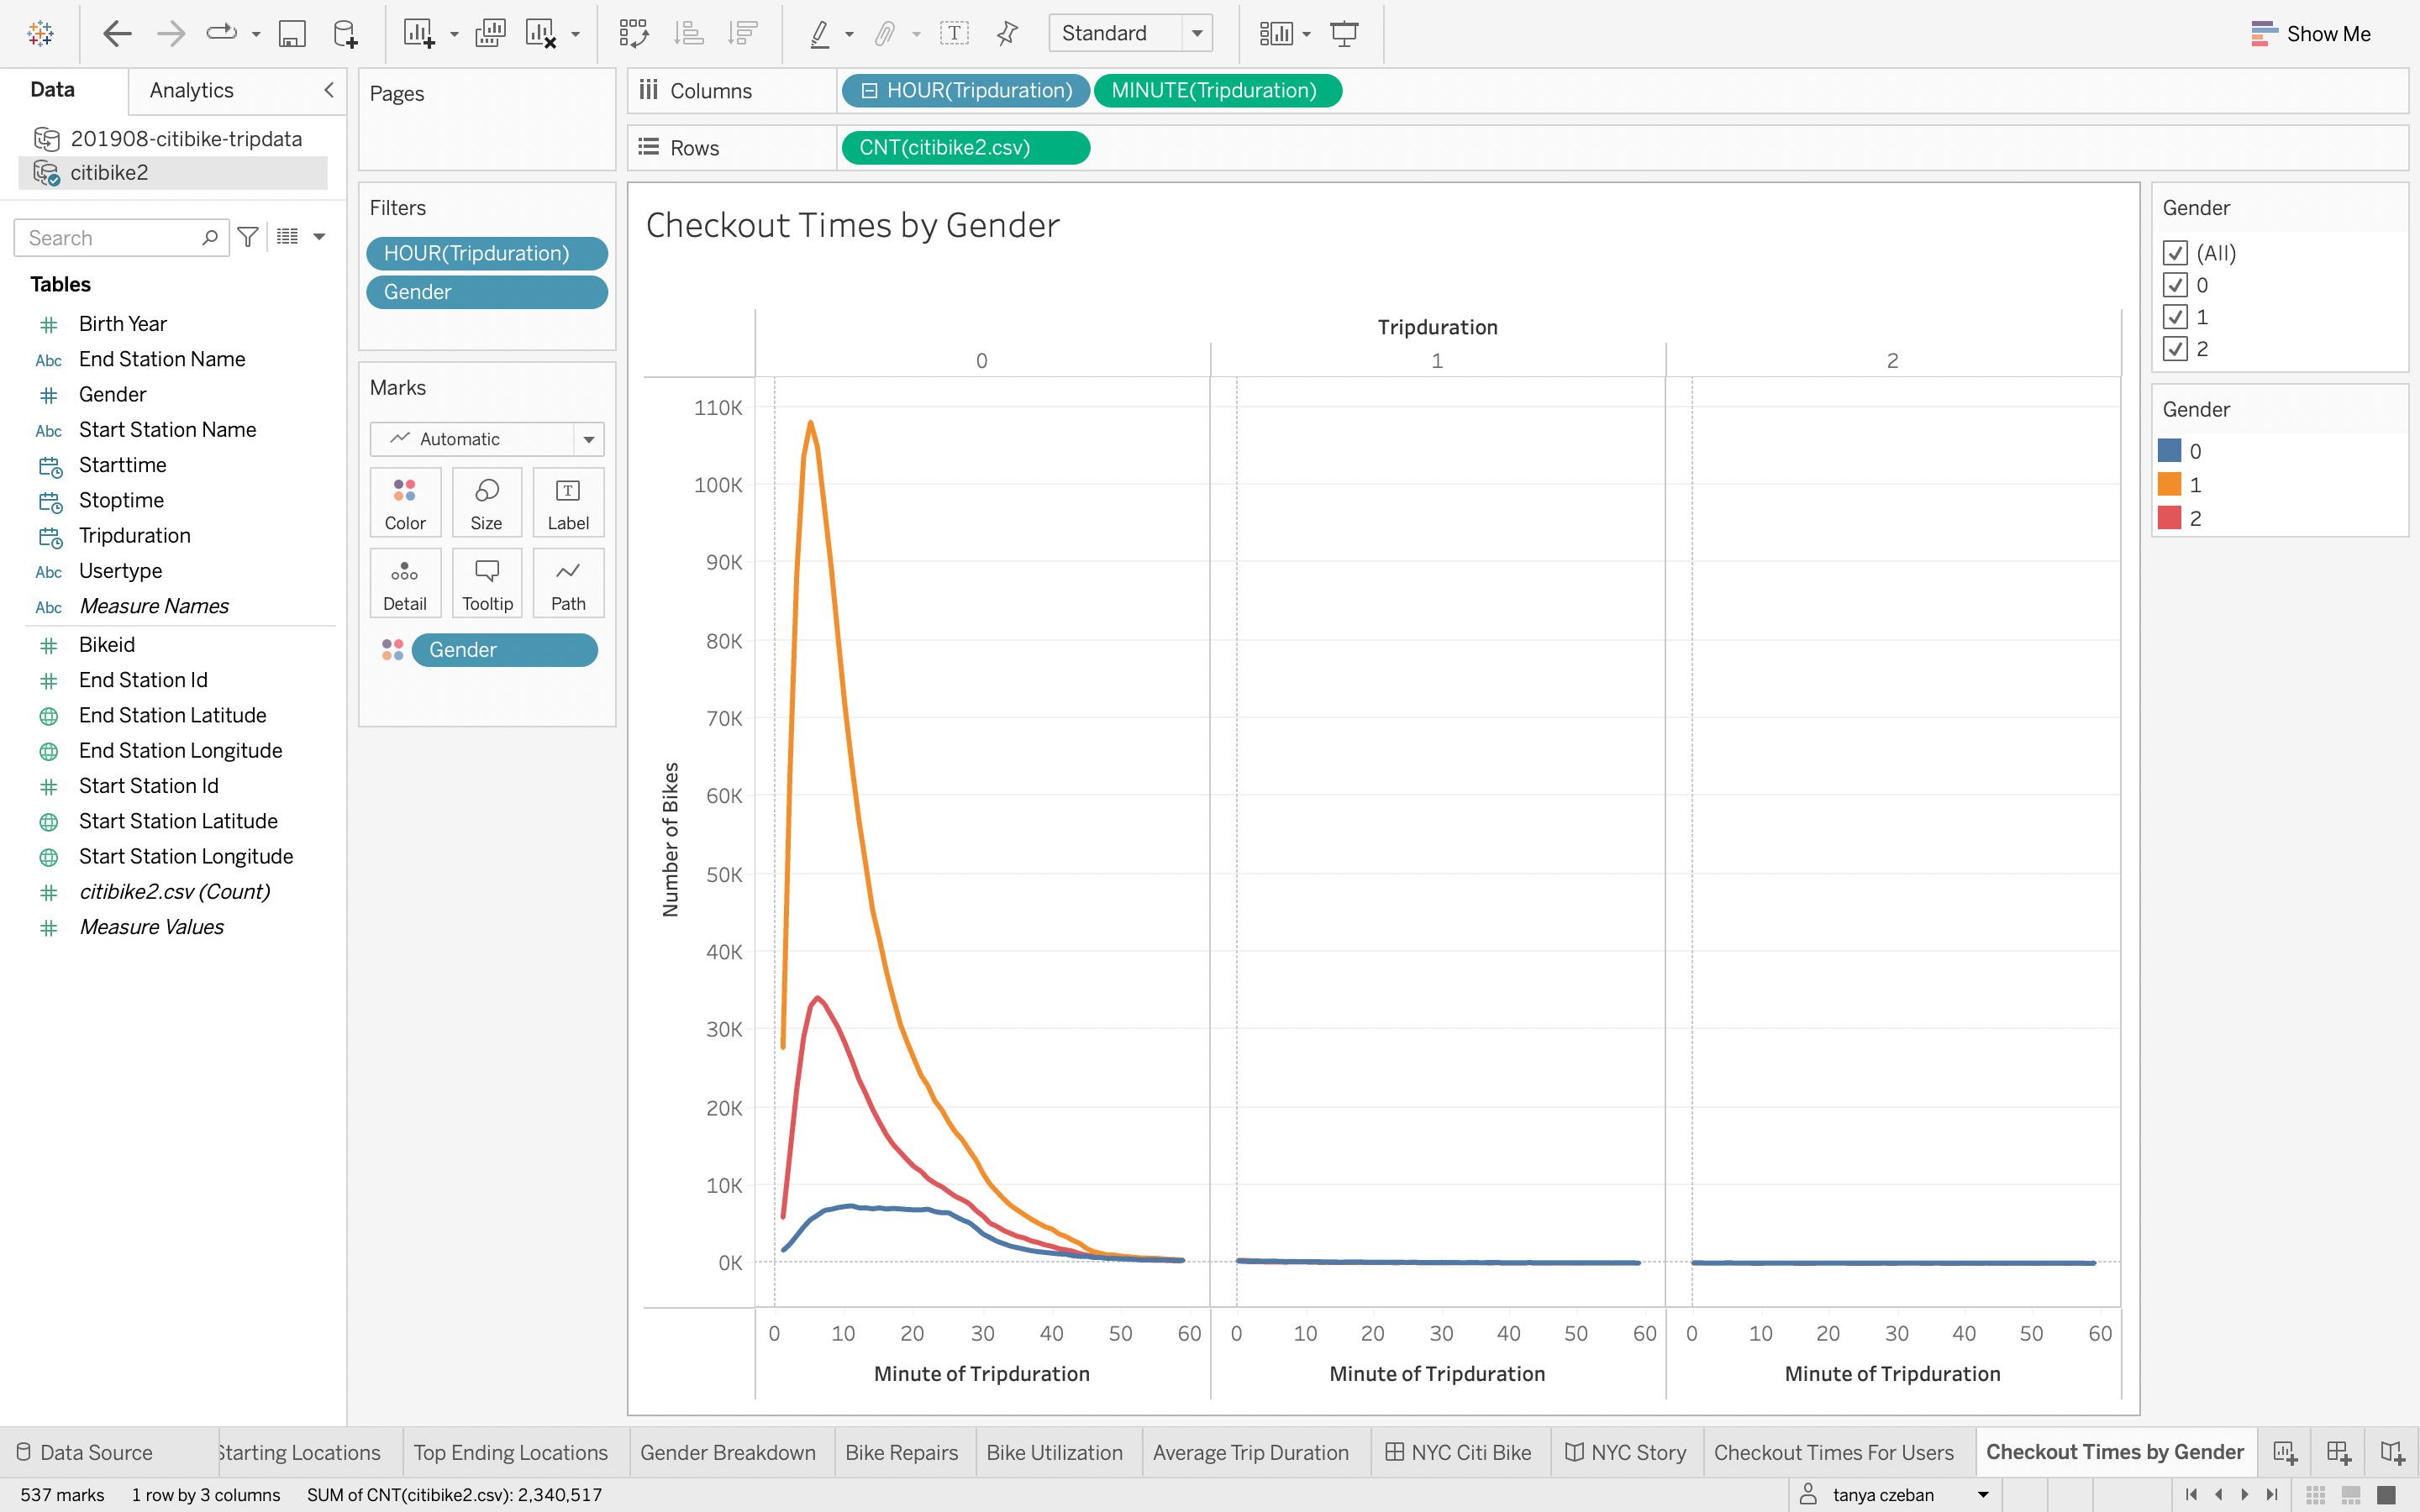 Standard
Show Me
Data
Analytics
201908-citibike-tripdata
citibike2
Search
Tables
Birth Year
Abc End Station Name
Gender
Abc Start Station Name
Starttime
Stoptime
Tripduration
Abc Usertype
Abc Measure Names
Bikeid
End Station Id
End Station Latitude
End Station Longitude
Start Station Id
Start Station Latitude
Start Station Longitude
citibike2.csv (Count)
Measure Values
Pages
Filters
HOUR(Tripduration)
Gender
Marks
Automatic
Color Size Label
Detail Tooltip Path
Gender
Columns HOUR(Tripduration) MINUTE(Tripduration)
Rows CNT(citibike2.csv)
Checkout Times by Gender
Tripduration
0 1 2
110K
100K
90K
80K
70K
60K
50K
40K
30K
20K
10K
0K
Number of Bikes
0 10 20 30 40 50 60 0 10 20 30 40 50 60 0 10 20 30 40 50 60
Minute of Tripduration Minute of Tripduration Minute of Tripduration
Gender
(All)
0
1
2
Gender
0
1
2
Data Source Starting Locations Top Ending Locations Gender Breakdown Bike Repairs Bike Utilization Average Trip Duration NYC Citi Bike NYC Story Checkout Times For Users Checkout Times by Gender
537 marks 1 row by 3 columns SUM of CNT(citibike2.csv): 2,340,517 tanya czeban